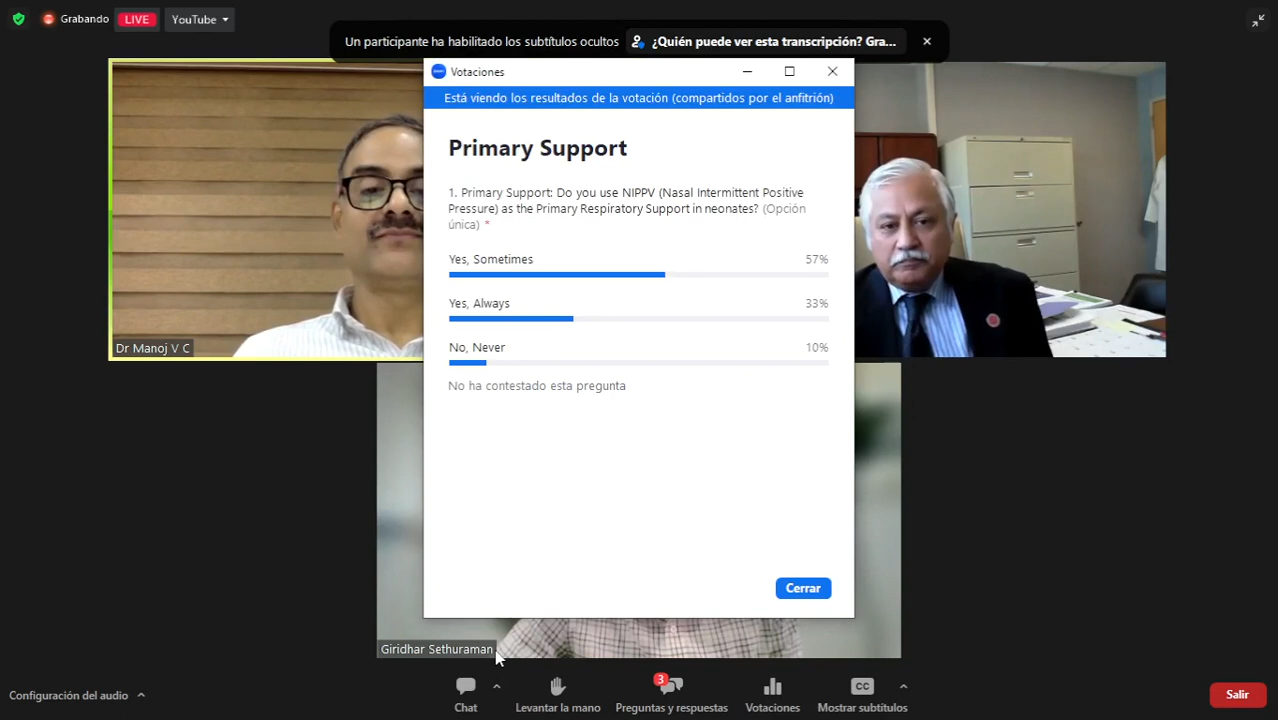 Grabando
LIVE
YouTube
Un participante ha habilitado los subtítulos ocultos
¿Quién puede ver esta transcripción? Gra...
Votaciones
Está viendo los resultados de la votación (compartidos por el anfitrión)
Primary Support
1. Primary Support: Do you use NIPPV (Nasal Intermittent Positive
Pressure) as the Primary Respiratory Support in neonates? (Opción
única) *
Yes, Sometimes 57%
Yes, Always 33%
No, Never 10%
No ha contestado esta pregunta
Cerrar
Dr Manoj V C
Giridhar Sethuraman
Configuración del audio
Chat
Levantar la mano
3
Preguntas y respuestas
Votaciones
CC
Mostrar subtítulos
Salir